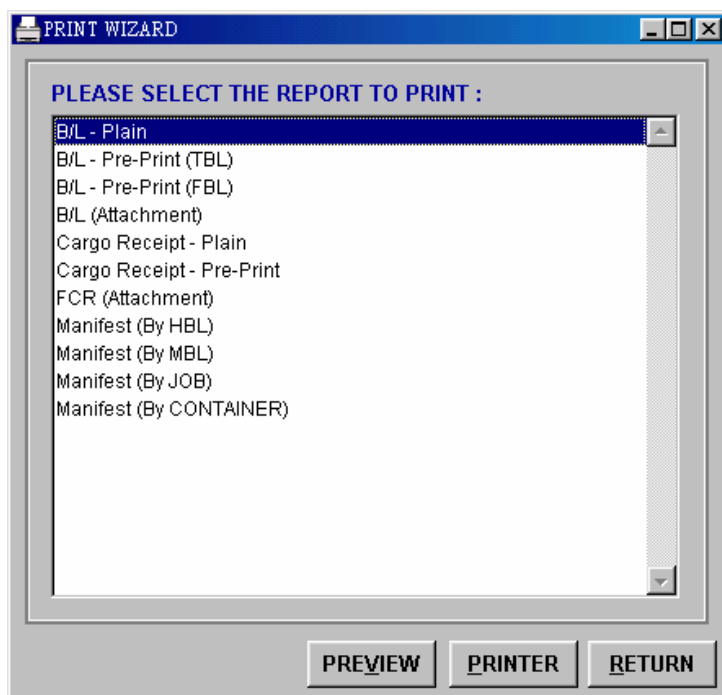 PRINT WIZARD
PLEASE SELECT THE REPORT TO PRINT :
B/L - Plain
B/L - Pre-Print (TBL)
B/L - Pre-Print (FBL)
B/L (Attachment)
Cargo Receipt - Plain
Cargo Receipt - Pre-Print
FCR (Attachment)
Manifest (By HBL)
Manifest (By MBL)
Manifest (By JOB)
Manifest (By CONTAINER)
PREVIEW PRINTER RETURN